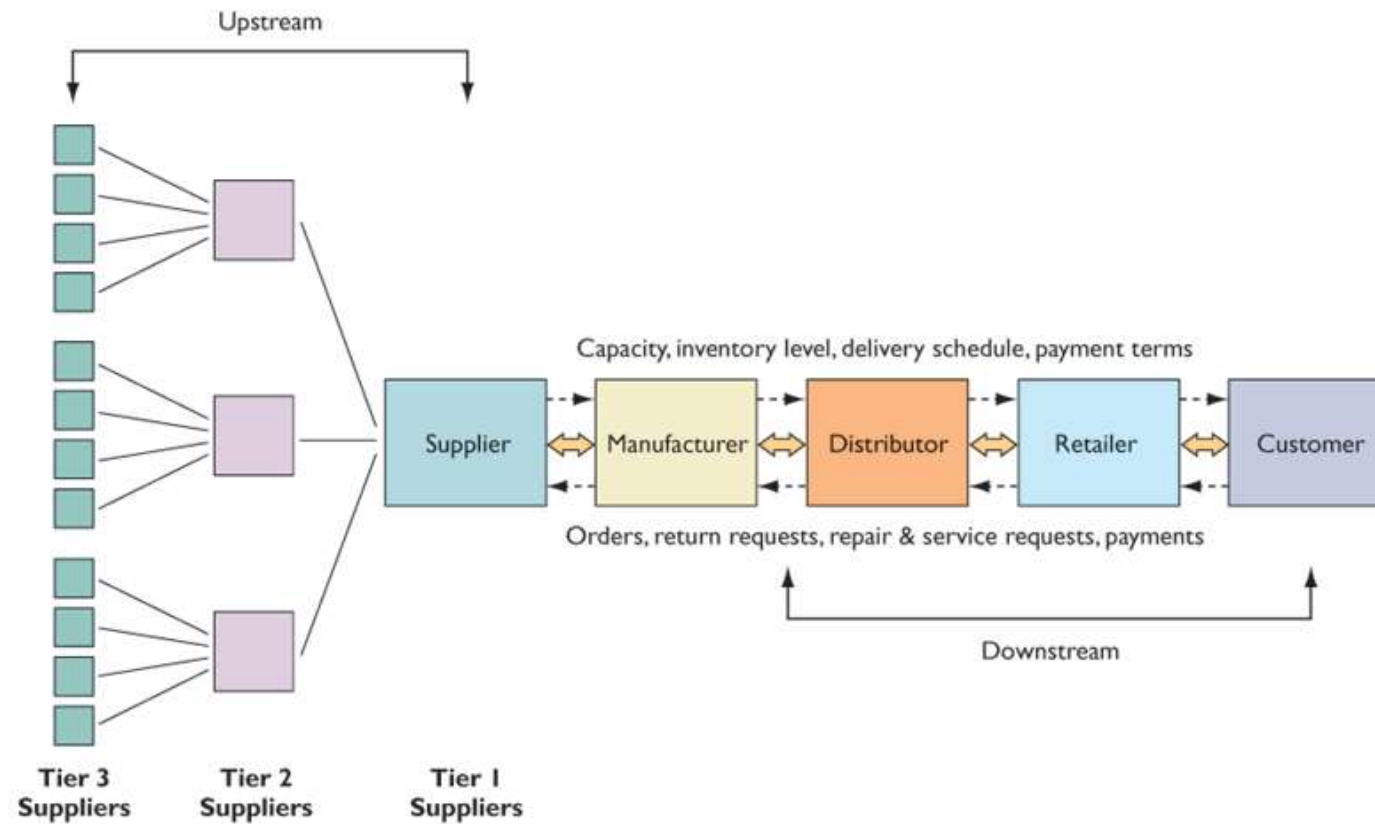 Upstream
Capacity, inventory level, delivery schedule, payment terms
Supplier
Manufacturer
Distributor
Retailer
Customer
Orders, return requests, repair & service requests, payments
Downstream
Tier 3
Suppliers
Tier 2
Suppliers
Tier 1
Suppliers